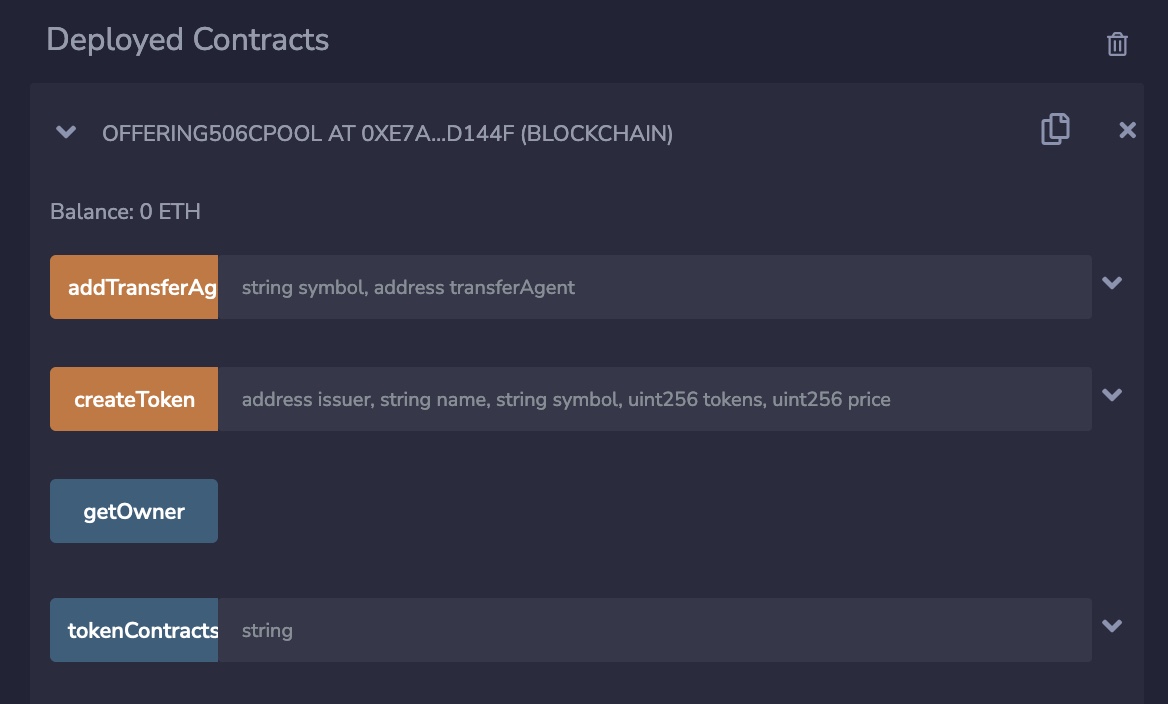 Deployed Contracts
OFFERING506CPOOL AT 0XE7A...D144F (BLOCKCHAIN)
Balance: 0 ETH
addTransferAg string symbol, address transferAgent
createToken address issuer, string name, string symbol, uint256 tokens, uint256 price
getOwner
tokenContracts string